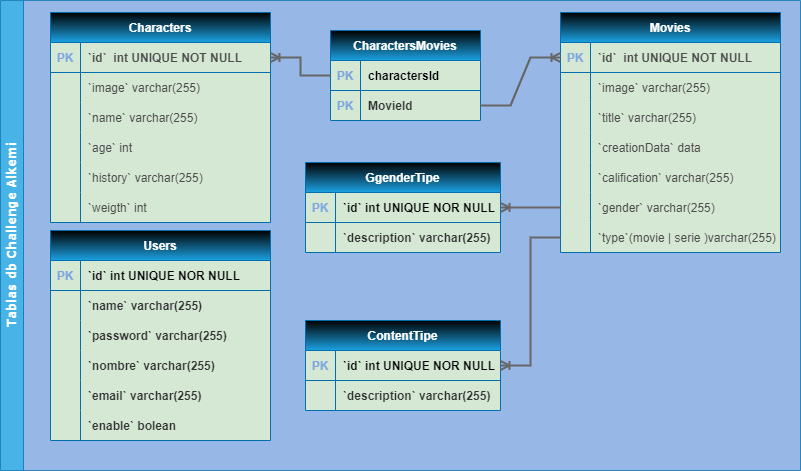 Tablas db Challenge Alkemi
Characters
PK `id` int UNIQUE NOT NULL
`image` varchar(255)
`name` varchar(255)
`age` int
`history` varchar(255)
`weigth` int
Users
PK `id` int UNIQUE NOR NULL
`name` varchar(255)
`password` varchar(255)
`nombre` varchar(255)
`email` varchar(255)
`enable` bolean
CharactersMovies
PK charactersId
PK MovieId
GgenderTipe
PK `id` int UNIQUE NOR NULL
`description` varchar(255)
ContentTipe
PK `id` int UNIQUE NOR NULL
`description` varchar(255)
Movies
PK `id` int UNIQUE NOT NULL
`image` varchar(255)
`title` varchar(255)
`creationData` data
`calification` varchar(255)
`gender` varchar(255)
`type`(movie | serie )varchar(255)